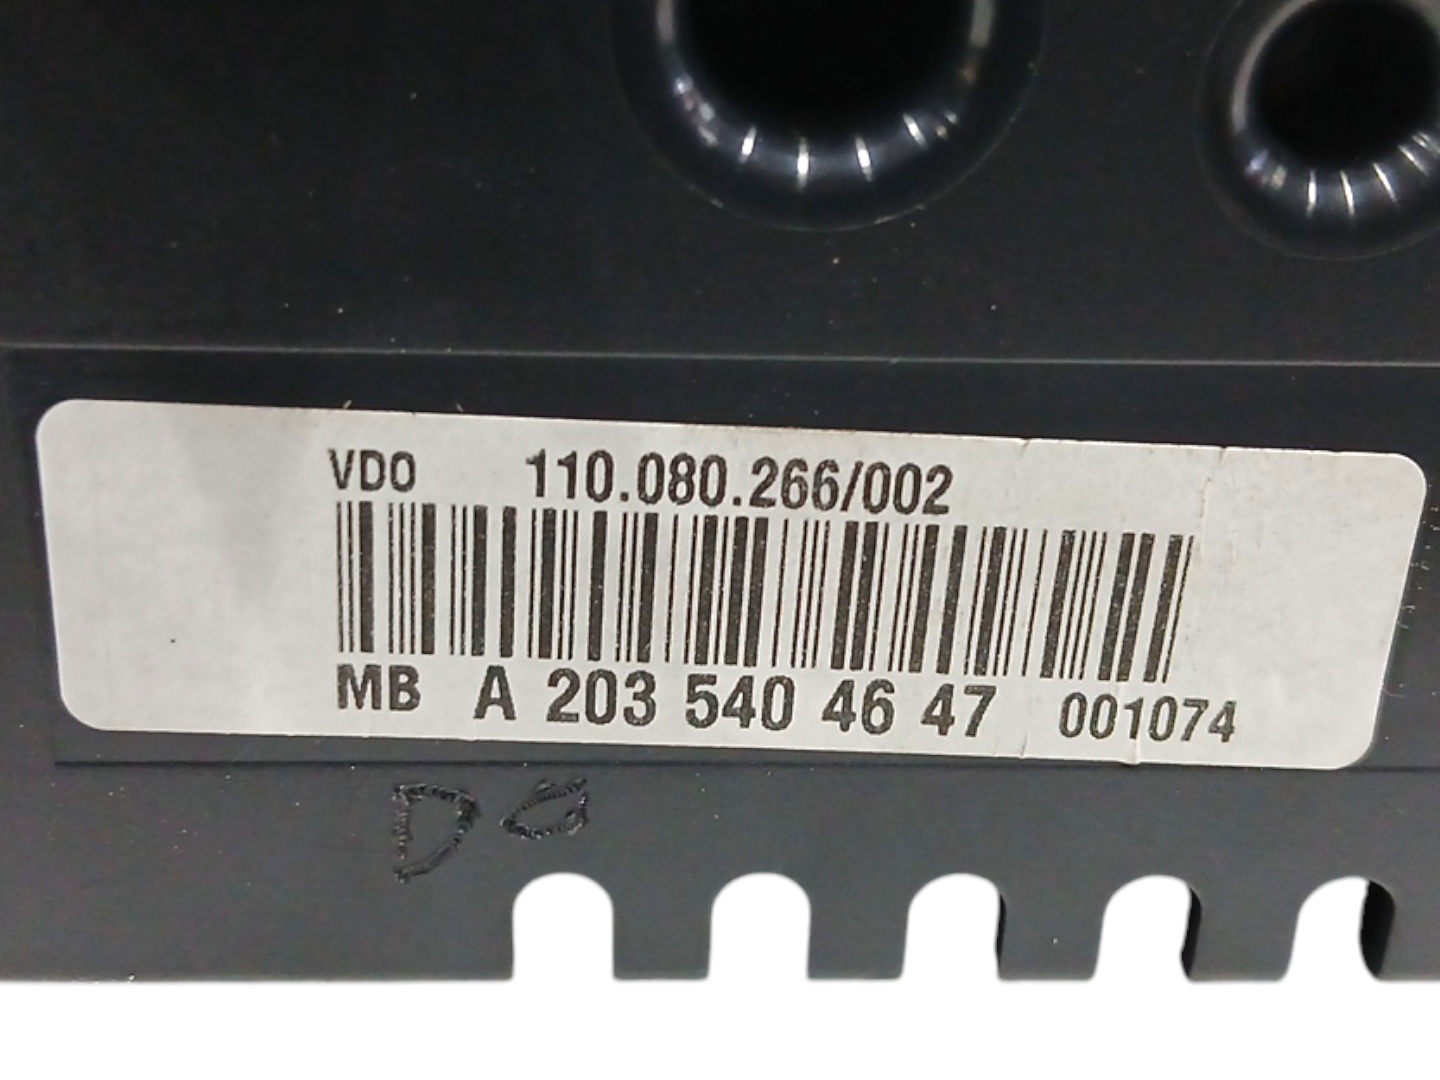 VDO 110.080.266/002
MB A 203 540 46 47 001074